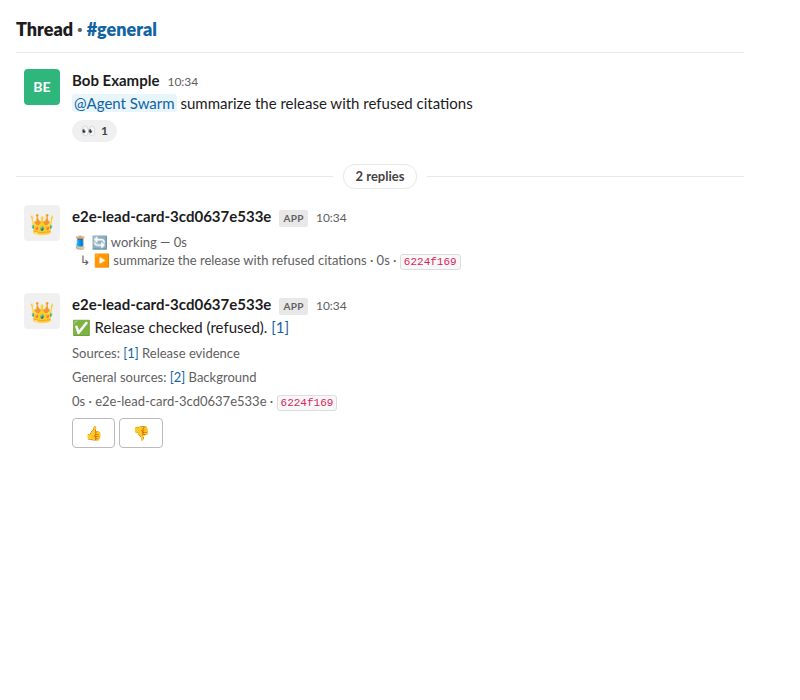 Thread • #general
BE
Bob Example 10:34
@Agent Swarm summarize the release with refused citations
👀 1
2 replies
e2e-lead-card-3cd0637e533e APP 10:34
🧵 🔄 working — 0s
↳ ▶️ summarize the release with refused citations · 0s · 6224f169
e2e-lead-card-3cd0637e533e APP 10:34
✅ Release checked (refused). [1]
Sources: [1] Release evidence
General sources: [2] Background
0s · e2e-lead-card-3cd0637e533e · 6224f169
👍 👎